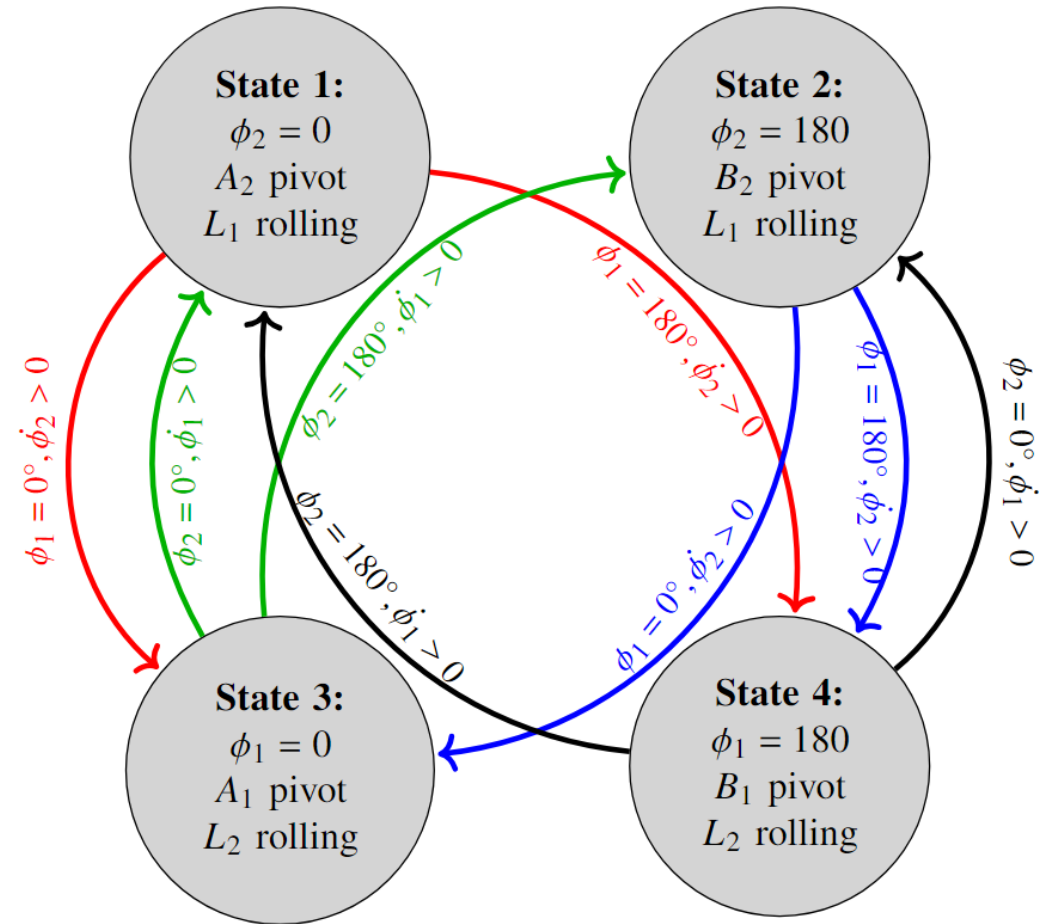 State 1:
ϕ₂ = 0
A₂ pivot
L₁ rolling
State 2:
ϕ₂ = 180
B₂ pivot
L₁ rolling
ϕ₁ = 0°, ϕ̇₂ > 0
ϕ₂ = 0°, ϕ̇₁ > 0
ϕ₂ = 180°, ϕ̇₁ > 0
ϕ₁ = 180°, ϕ̇₂ > 0
ϕ₁ = 180°, ϕ̇₂ > 0
ϕ₂ = 0°, ϕ̇₁ > 0
ϕ₂ = 180°, ϕ̇₁ > 0
ϕ₁ = 0°, ϕ̇₂ > 0
State 3:
ϕ₁ = 0
A₁ pivot
L₂ rolling
State 4:
ϕ₁ = 180
B₁ pivot
L₂ rolling